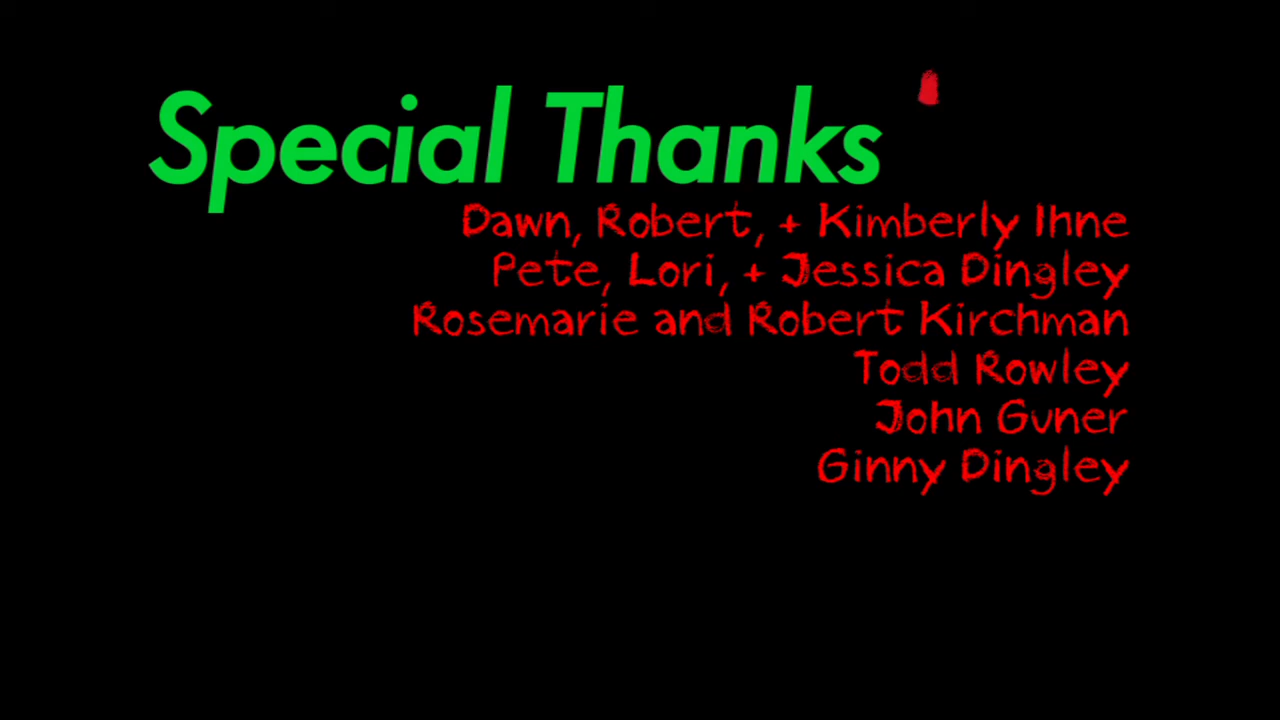 Special Thanks
Dawn, Robert, + Kimberly Ihne
Pete, Lori, + Jessica Dingley
Rosemarie and Robert Kirchman
Todd Rowley
John Guner
Ginny Dingley